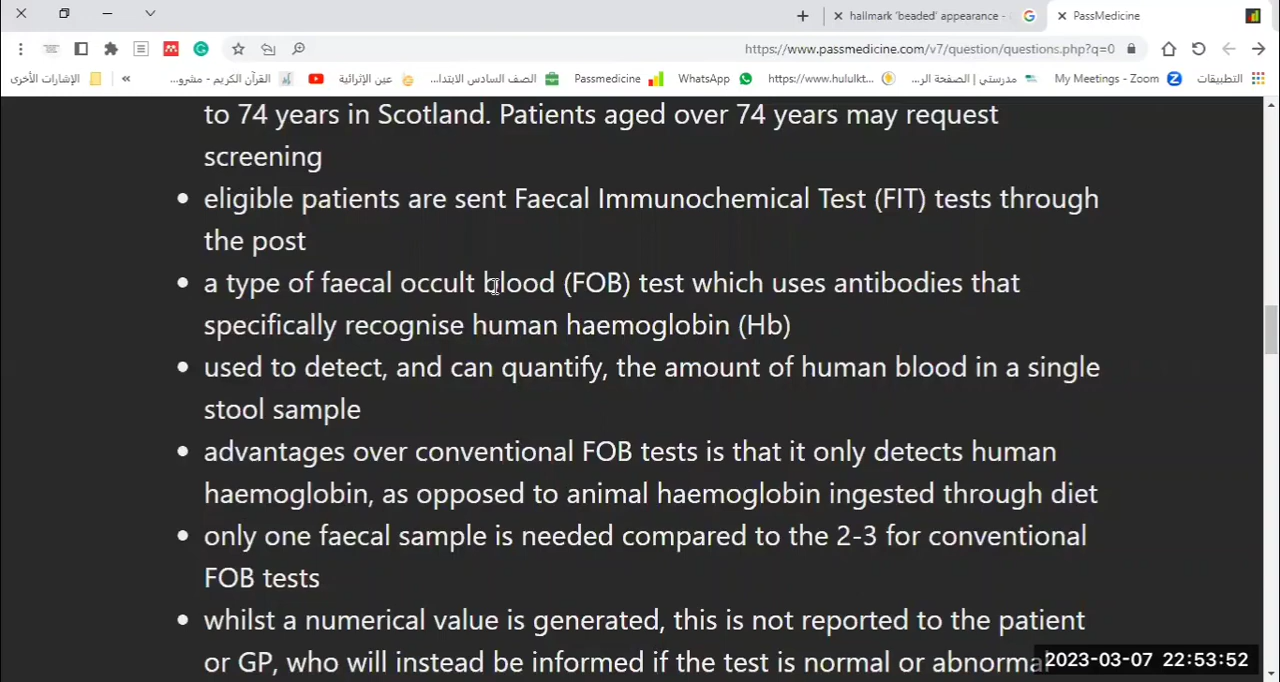 hallmark 'beaded' appearance -
PassMedicine
https://www.passmedicine.com/v7/question/questions.php?q=0
الإشارات الأخرى
»
القرآن الكريم - مشرو...
عين الإثرائية
الصف السادس الابتدا...
Passmedicine
WhatsApp
https://www.hululkt...
مدرستي | الصفحة الر...
My Meetings - Zoom
التطبيقات
to 74 years in Scotland. Patients aged over 74 years may request
screening
• eligible patients are sent Faecal Immunochemical Test (FIT) tests through
the post
• a type of faecal occult blood (FOB) test which uses antibodies that
specifically recognise human haemoglobin (Hb)
• used to detect, and can quantify, the amount of human blood in a single
stool sample
• advantages over conventional FOB tests is that it only detects human
haemoglobin, as opposed to animal haemoglobin ingested through diet
• only one faecal sample is needed compared to the 2-3 for conventional
FOB tests
• whilst a numerical value is generated, this is not reported to the patient
or GP, who will instead be informed if the test is normal or abnormal
2023-03-07 22:53:52